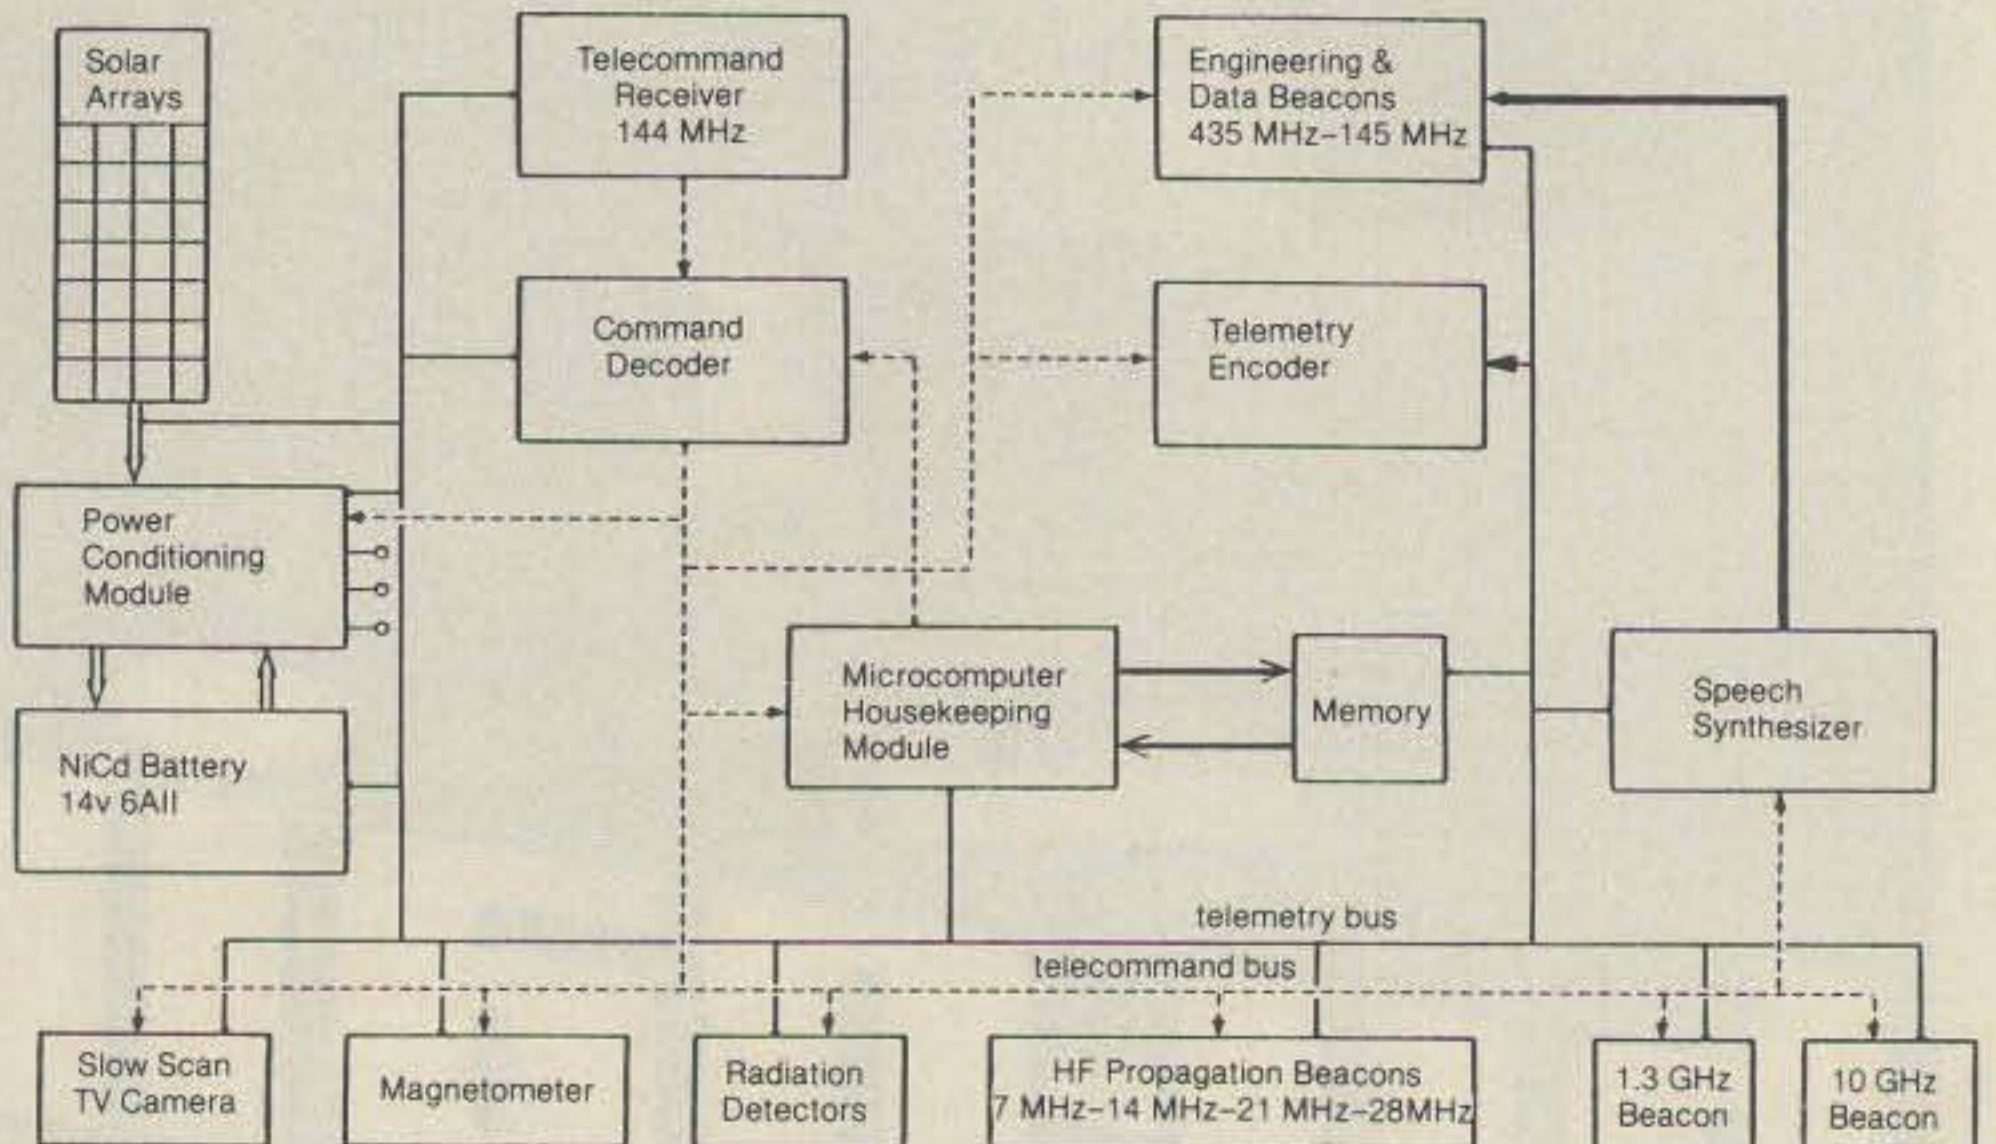 Solar
Arrays
Telecommand
Receiver
144 MHz
Engineering &
Data Beacons
435 MHz–145 MHz
Command
Decoder
Telemetry
Encoder
Power
Conditioning
Module
Microcomputer
Housekeeping
Module
Memory
Speech
Synthesizer
NiCd Battery
14v 6AII
telemetry bus
telecommand bus
Slow Scan
TV Camera
Magnetometer
Radiation
Detectors
HF Propagation Beacons
7 MHz–14 MHz–21 MHz–28MHz
1.3 GHz
Beacon
10 GHz
Beacon